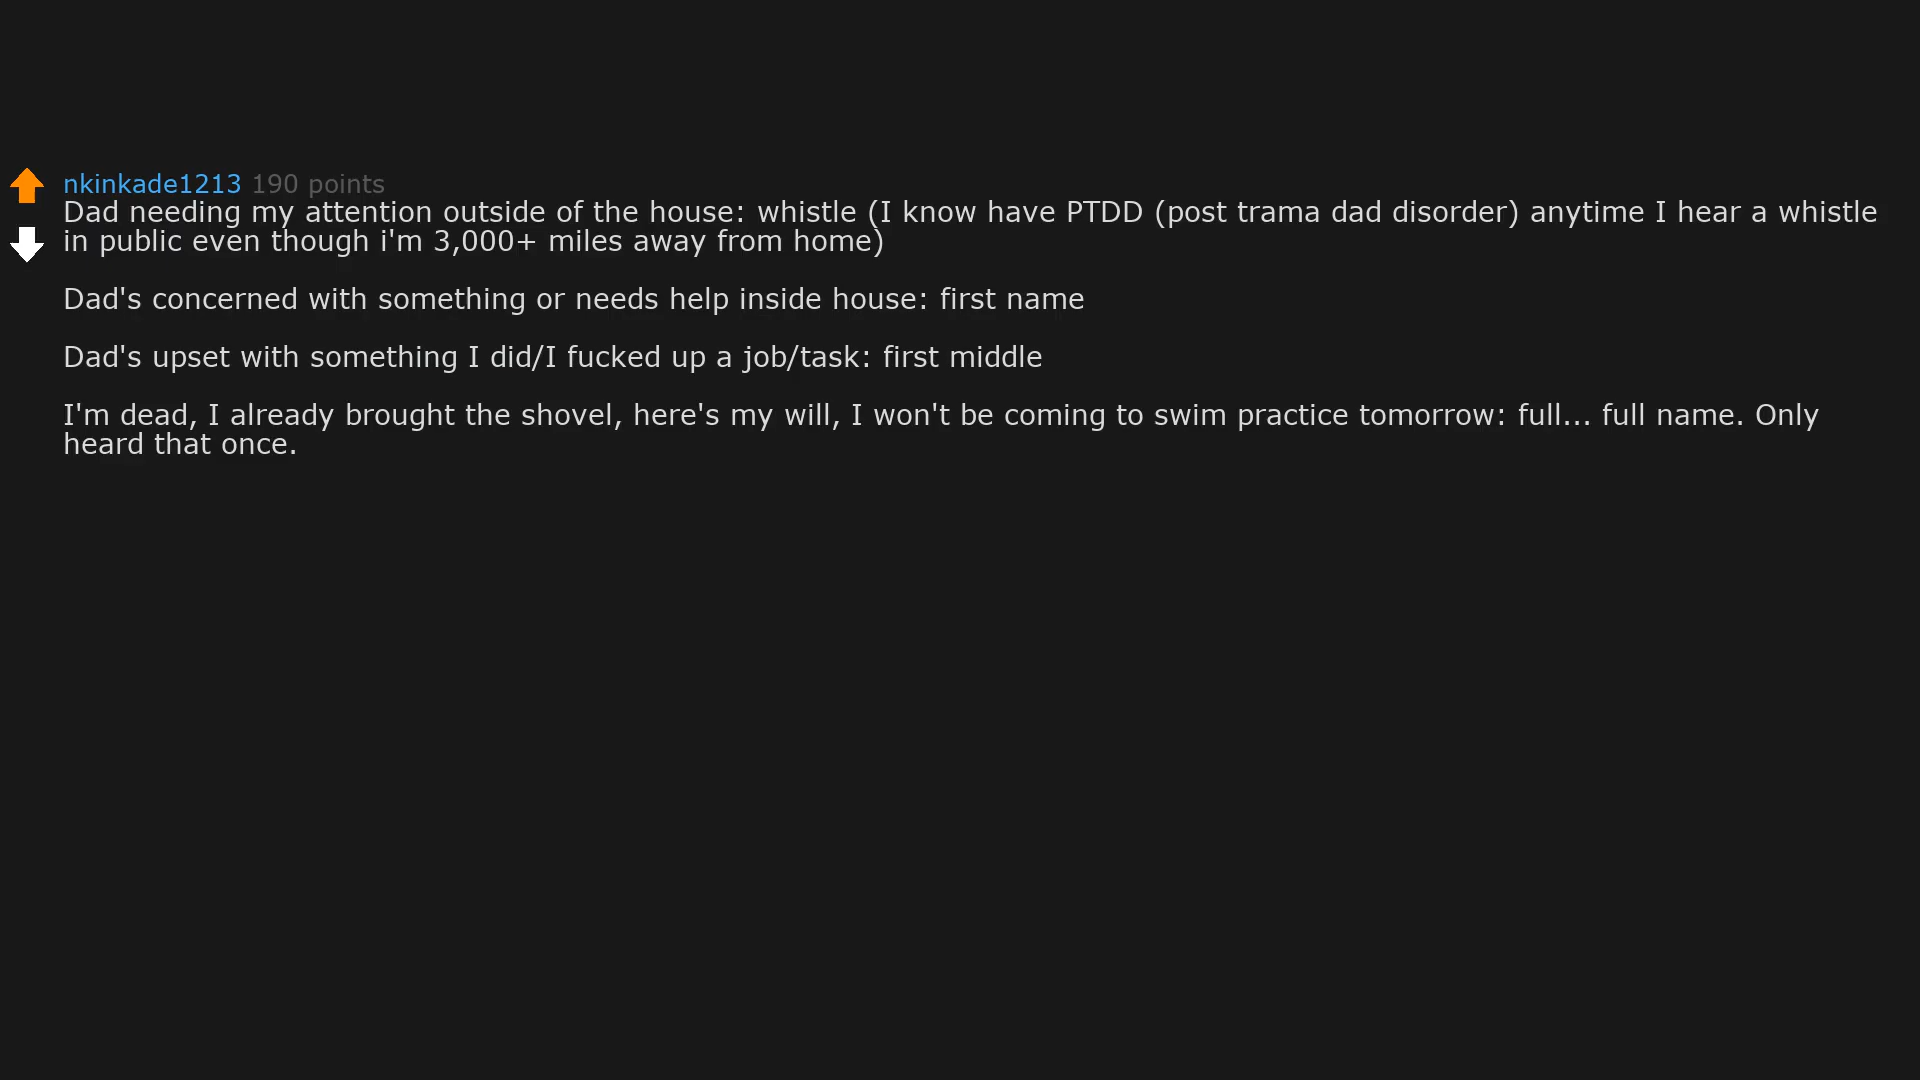 nkinkade1213 190 points
Dad needing my attention outside of the house: whistle (I know have PTDD (post trama dad disorder) anytime I hear a whistle
in public even though i'm 3,000+ miles away from home)
Dad's concerned with something or needs help inside house: first name
Dad's upset with something I did/I fucked up a job/task: first middle
I'm dead, I already brought the shovel, here's my will, I won't be coming to swim practice tomorrow: full... full name. Only
heard that once.